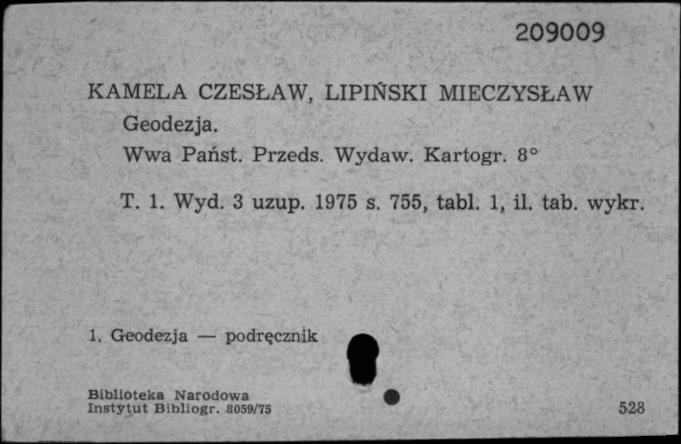 209009
KAMELA CZESŁAW, LIPIŃSKI MIECZYSŁAW
Geodezja.
Wwa Państ. Przeds. Wydaw. Kartogr. 8°
T. 1. Wyd. 3 uzup. 1975 s. 755, tabl. 1, il. tab. wykr.
1. Geodezja — podręcznik
Biblioteka Narodowa
Instytut Bibliogr. 8059/75
528